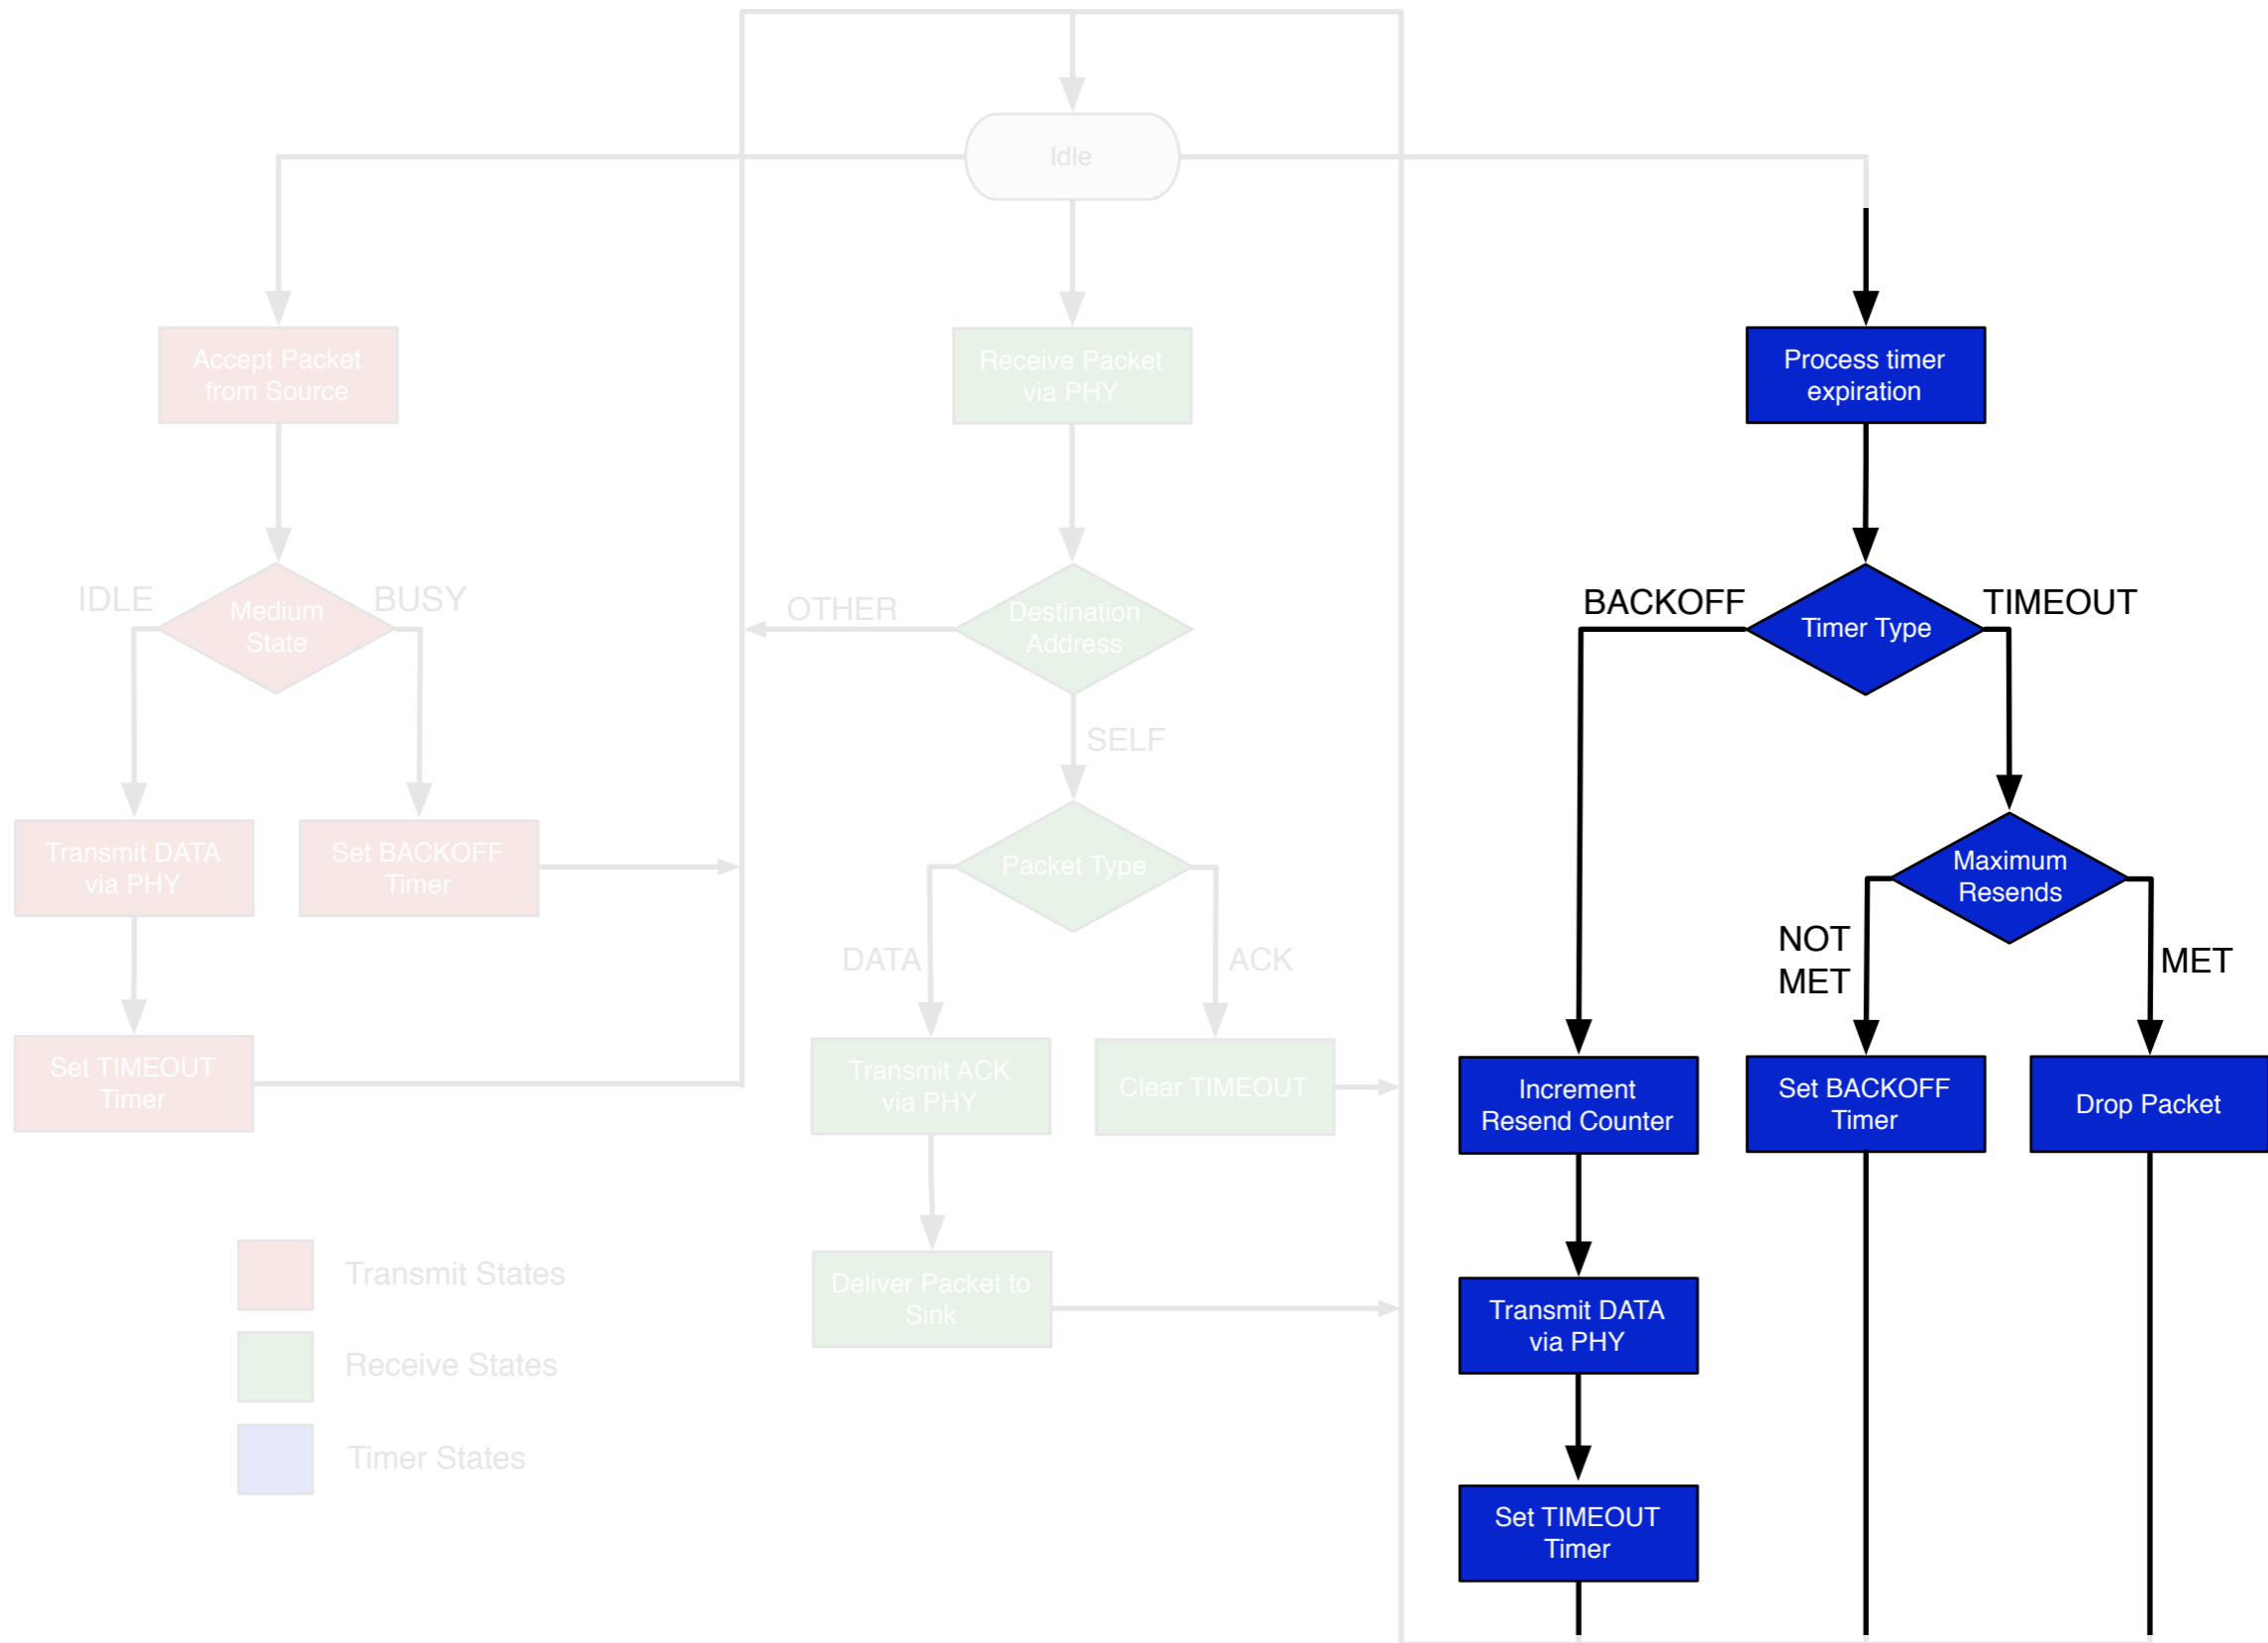 Idle
Accept Packet
from Source
Receive Packet
via PHY
Process timer
expiration
IDLE
Medium
State
BUSY
OTHER
Destination
Address
BACKOFF
Timer Type
TIMEOUT
SELF
Transmit DATA
via PHY
Set BACKOFF
Timer
Packet Type
Maximum
Resends
DATA
ACK
NOT
MET
MET
Set TIMEOUT
Timer
Transmit ACK
via PHY
Clear TIMEOUT
Increment
Resend Counter
Set BACKOFF
Timer
Drop Packet
Transmit States
Deliver Packet to
Sink
Transmit DATA
via PHY
Receive States
Timer States
Set TIMEOUT
Timer